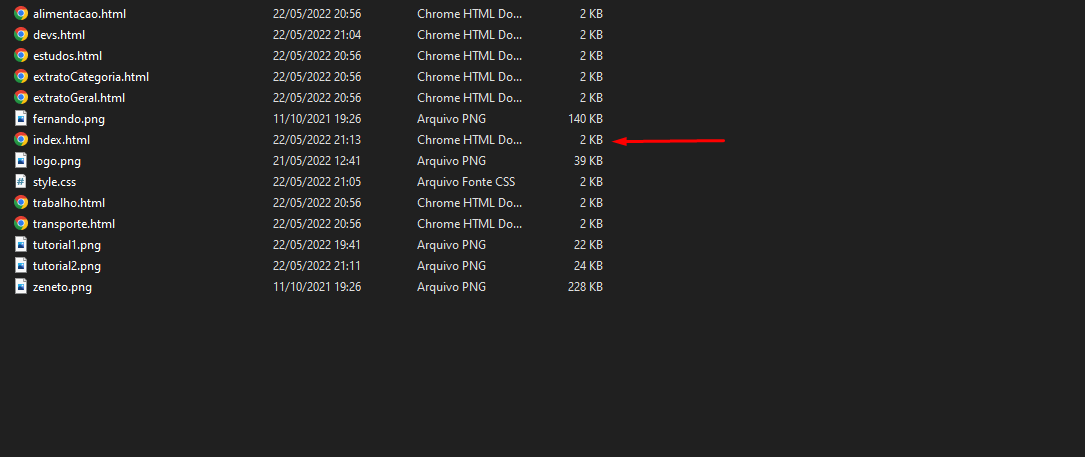 alimentacao.html 22/05/2022 20:56 Chrome HTML Do... 2 KB
devs.html 22/05/2022 21:04 Chrome HTML Do... 2 KB
estudos.html 22/05/2022 20:56 Chrome HTML Do... 2 KB
extratoCategoria.html 22/05/2022 20:56 Chrome HTML Do... 2 KB
extratoGeral.html 22/05/2022 20:56 Chrome HTML Do... 2 KB
fernando.png 11/10/2021 19:26 Arquivo PNG 140 KB
index.html 22/05/2022 21:13 Chrome HTML Do... 2 KB
logo.png 21/05/2022 12:41 Arquivo PNG 39 KB
style.css 22/05/2022 21:05 Arquivo Fonte CSS 2 KB
trabalho.html 22/05/2022 20:56 Chrome HTML Do... 2 KB
transporte.html 22/05/2022 20:56 Chrome HTML Do... 2 KB
tutorial1.png 22/05/2022 19:41 Arquivo PNG 22 KB
tutorial2.png 22/05/2022 21:11 Arquivo PNG 24 KB
zeneto.png 11/10/2021 19:26 Arquivo PNG 228 KB